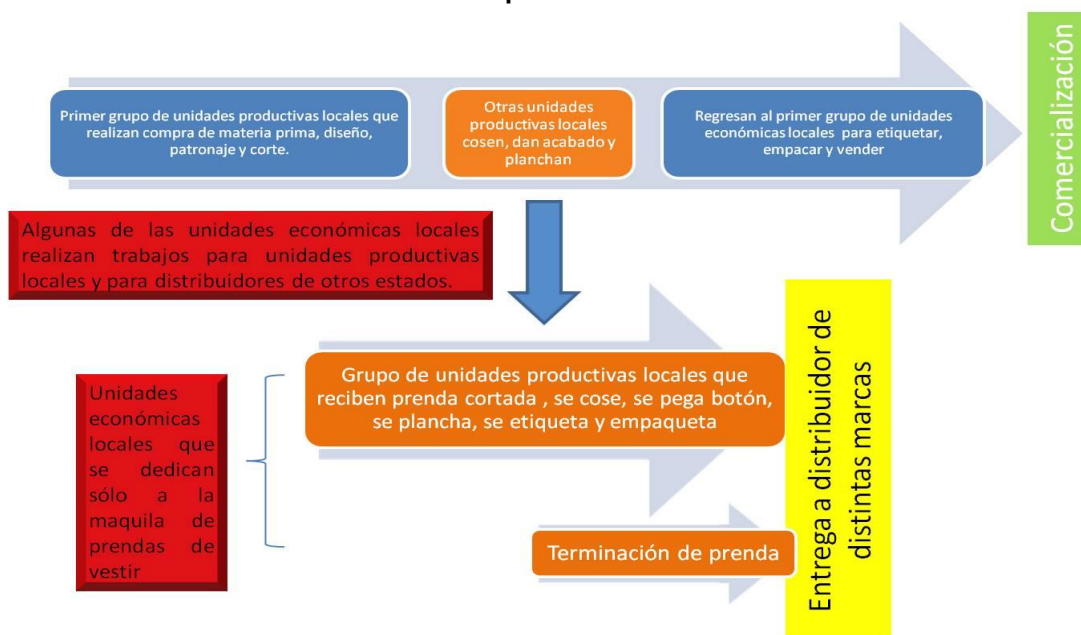 Primer grupo de unidades productivas locales que
realizan compra de materia prima, diseño,
patronaje y corte.
Otras unidades
productivas locales
cosen, dan acabado y
planchan
Regresan al primer grupo de unidades
económicas locales para etiquetar,
empacar y vender
Comercialización
Algunas de las unidades económicas locales
realizan trabajos para unidades productivas
locales y para distribuidores de otros estados.
Unidades
económicas
locales que
se dedican
sólo a la
maquila de
prendas de
vestir
Grupo de unidades productivas locales que
reciben prenda cortada , se cose, se pega botón,
se plancha, se etiqueta y empaqueta
Terminación de prenda
Entrega a distribuidor de
distintas marcas